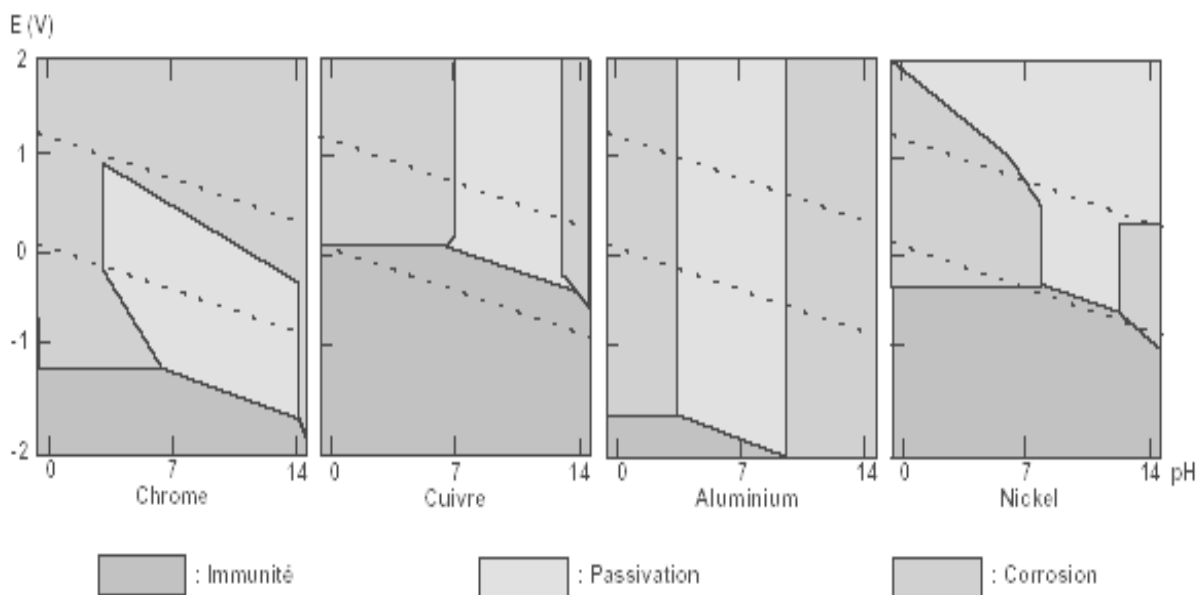 E (V)
2
1
0
-1
-2
0 7 14
0 7 14
0 7 14
0 7 14 pH
Chrome
Cuivre
Aluminium
Nickel
: Immunité
: Passivation
: Corrosion